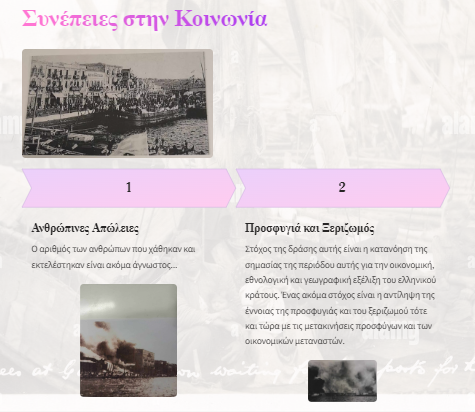 Συνέπειες στην Κοινωνία
1
2
Ανθρώπινες Απώλειες
Ο αριθμός των ανθρώπων που χάθηκαν και
εκτελέστηκαν είναι ακόμα άγνωστος...
Προσφυγιά και Ξεριζωμός
Στόχος της δράσης αυτής είναι η κατανόηση της
σημασίας της περιόδου αυτής για την οικονομική,
εθνολογική και γεωγραφική εξέλιξη του ελληνικού
κράτους. Ένας ακόμα στόχος είναι η αντίληψη της
έννοιας της προσφυγιάς και του ξεριζωμού τότε
και τώρα με τις μετακινήσεις προσφύγων και των
οικονομικών μεταναστών.
waiting for